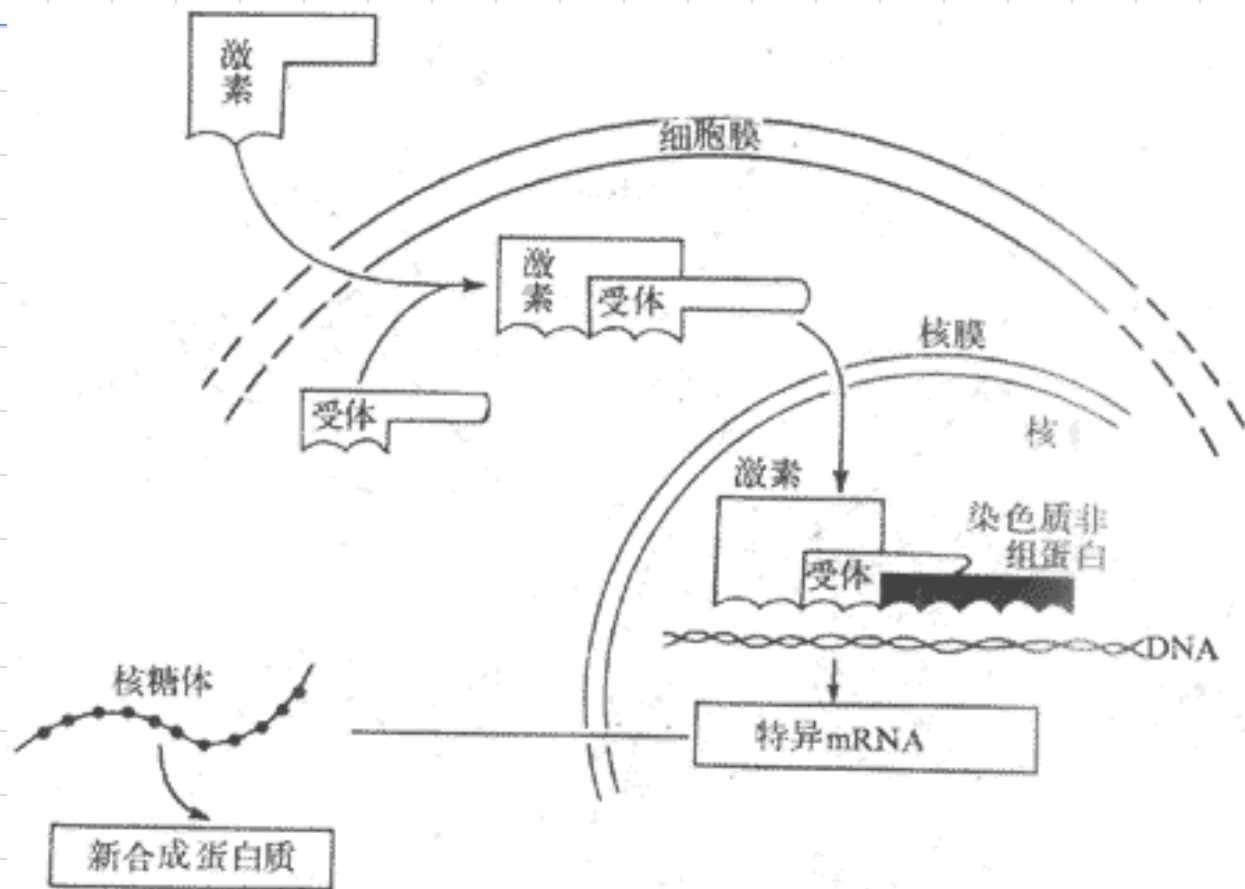 激
素
细胞膜
激
素
受体
受体
核膜
核
激素
染色质非
组蛋白
受体
DNA
核糖体
特异mRNA
新合成蛋白质